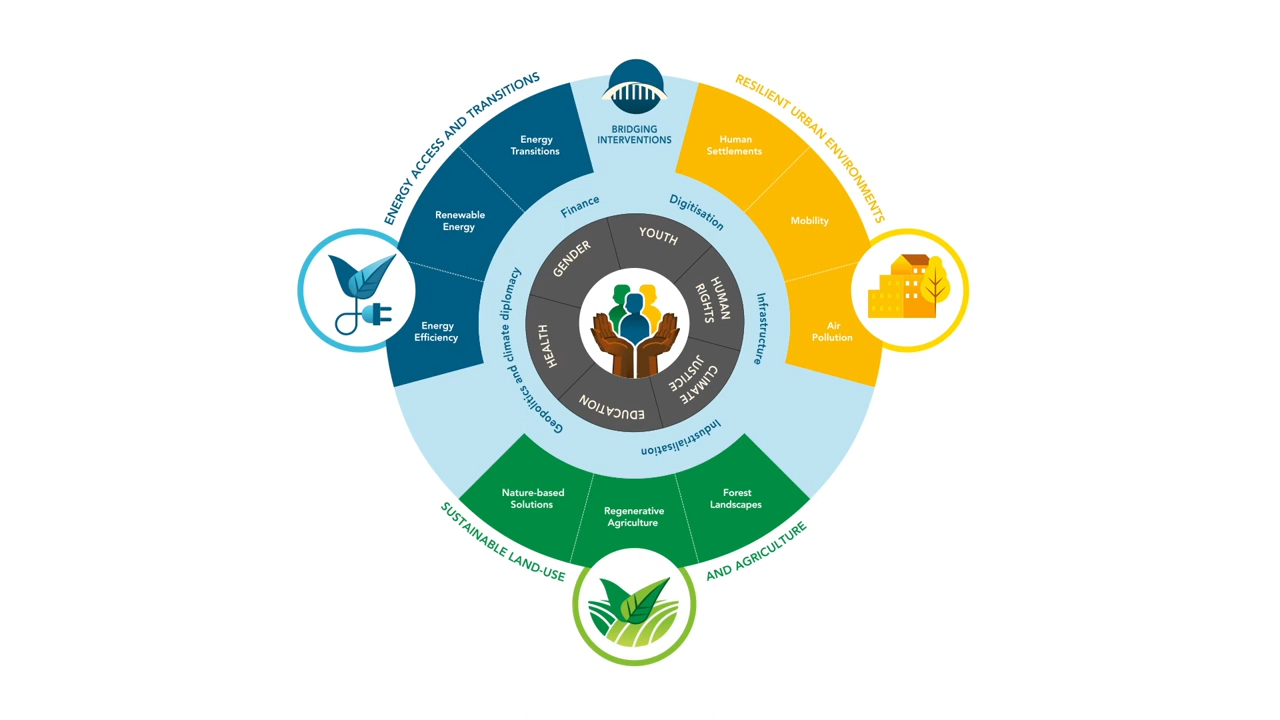 ENERGY ACCESS AND TRANSITIONS
RESILIENT URBAN ENVIRONMENTS
BRIDGING
INTERVENTIONS
Energy
Transitions
Renewable
Energy
Energy
Efficiency
Human
Settlements
Mobility
Air
Pollution
Finance
Digitisation
Infrastructure
Industrialisation
Geopolitics and climate diplomacy
GENDER
YOUTH
HUMAN
RIGHTS
CLIMATE
JUSTICE
EDUCATION
HEALTH
Nature-based
Solutions
Regenerative
Agriculture
Forest
Landscapes
SUSTAINABLE LAND-USE
AND AGRICULTURE